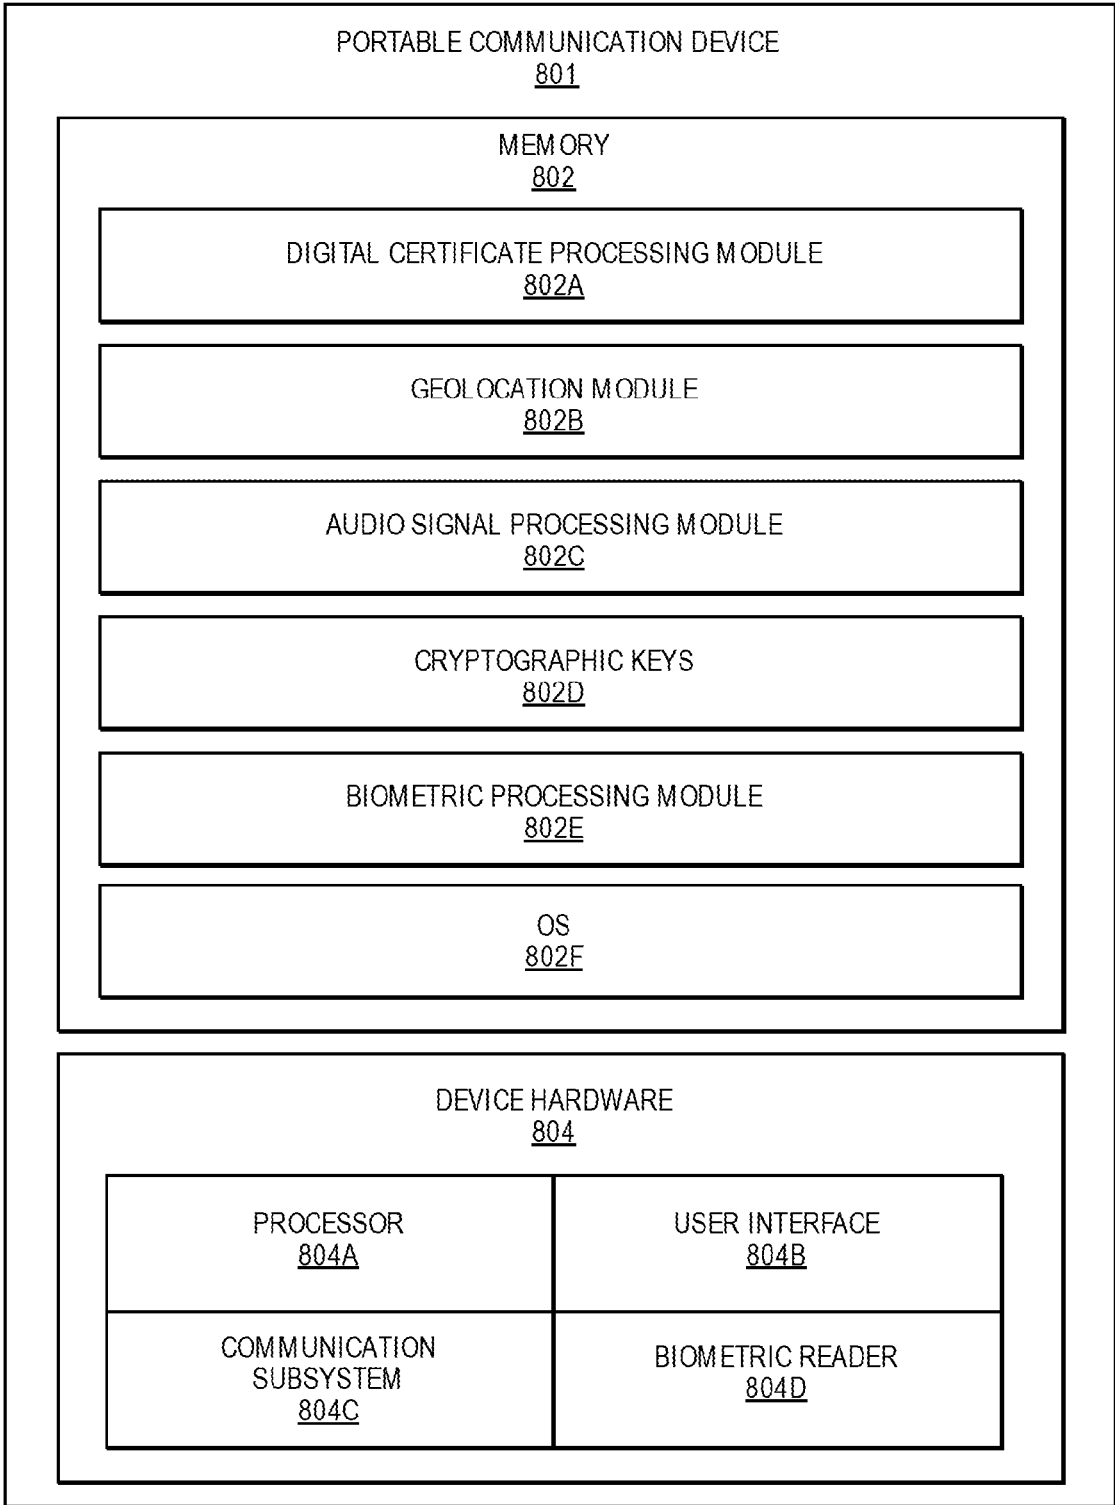 PORTABLE COMMUNICATION DEVICE
801
MEMORY
802
DIGITAL CERTIFICATE PROCESSING MODULE
802A
GEOLOCATION MODULE
802B
AUDIO SIGNAL PROCESSING MODULE
802C
CRYPTOGRAPHIC KEYS
802D
BIOMETRIC PROCESSING MODULE
802E
OS
802F
DEVICE HARDWARE
804
PROCESSOR
804A
USER INTERFACE
804B
COMMUNICATION
SUBSYSTEM
804C
BIOMETRIC READER
804D